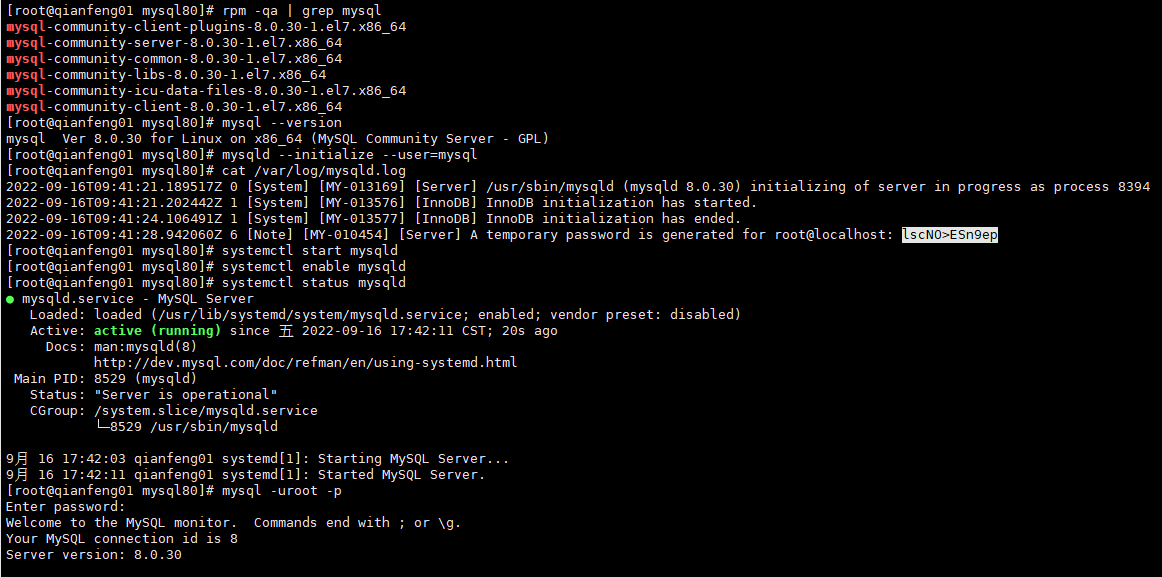 [root@qianfeng01 mysql80]# rpm -qa | grep mysql
mysql-community-client-plugins-8.0.30-1.el7.x86_64
mysql-community-server-8.0.30-1.el7.x86_64
mysql-community-common-8.0.30-1.el7.x86_64
mysql-community-libs-8.0.30-1.el7.x86_64
mysql-community-icu-data-files-8.0.30-1.el7.x86_64
mysql-community-client-8.0.30-1.el7.x86_64
[root@qianfeng01 mysql80]# mysql --version
mysql  Ver 8.0.30 for Linux on x86_64 (MySQL Community Server - GPL)
[root@qianfeng01 mysql80]# mysqld --initialize --user=mysql
[root@qianfeng01 mysql80]# cat /var/log/mysqld.log
2022-09-16T09:41:21.189517Z 0 [System] [MY-013169] [Server] /usr/sbin/mysqld (mysqld 8.0.30) initializing of server in progress as process 8394
2022-09-16T09:41:21.202442Z 1 [System] [MY-013576] [InnoDB] InnoDB initialization has started.
2022-09-16T09:41:24.106491Z 1 [System] [MY-013577] [InnoDB] InnoDB initialization has ended.
2022-09-16T09:41:28.942060Z 6 [Note] [MY-010454] [Server] A temporary password is generated for root@localhost: lscNO>ESn9ep
[root@qianfeng01 mysql80]# systemctl start mysqld
[root@qianfeng01 mysql80]# systemctl enable mysqld
[root@qianfeng01 mysql80]# systemctl status mysqld
● mysqld.service - MySQL Server
   Loaded: loaded (/usr/lib/systemd/system/mysqld.service; enabled; vendor preset: disabled)
   Active: active (running) since 五 2022-09-16 17:42:11 CST; 20s ago
     Docs: man:mysqld(8)
           http://dev.mysql.com/doc/refman/en/using-systemd.html
 Main PID: 8529 (mysqld)
   Status: "Server is operational"
   CGroup: /system.slice/mysqld.service
           └─8529 /usr/sbin/mysqld
9月 16 17:42:03 qianfeng01 systemd[1]: Starting MySQL Server...
9月 16 17:42:11 qianfeng01 systemd[1]: Started MySQL Server.
[root@qianfeng01 mysql80]# mysql -uroot -p
Enter password:
Welcome to the MySQL monitor.  Commands end with ; or \g.
Your MySQL connection id is 8
Server version: 8.0.30